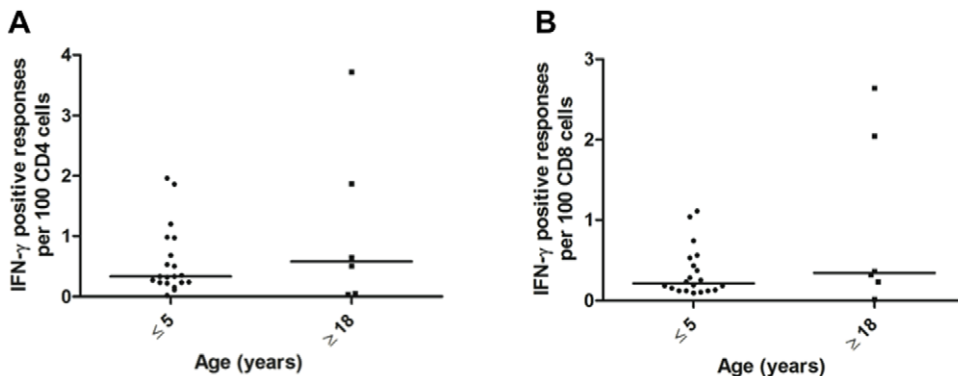 A
IFN-γ positive responses
per 100 CD4 cells
4
3
2
1
0
≤ 5
≥ 18
Age (years)
B
IFN-γ positive responses
per 100 CD8 cells
3
2
1
0
≤ 5
≥ 18
Age (years)